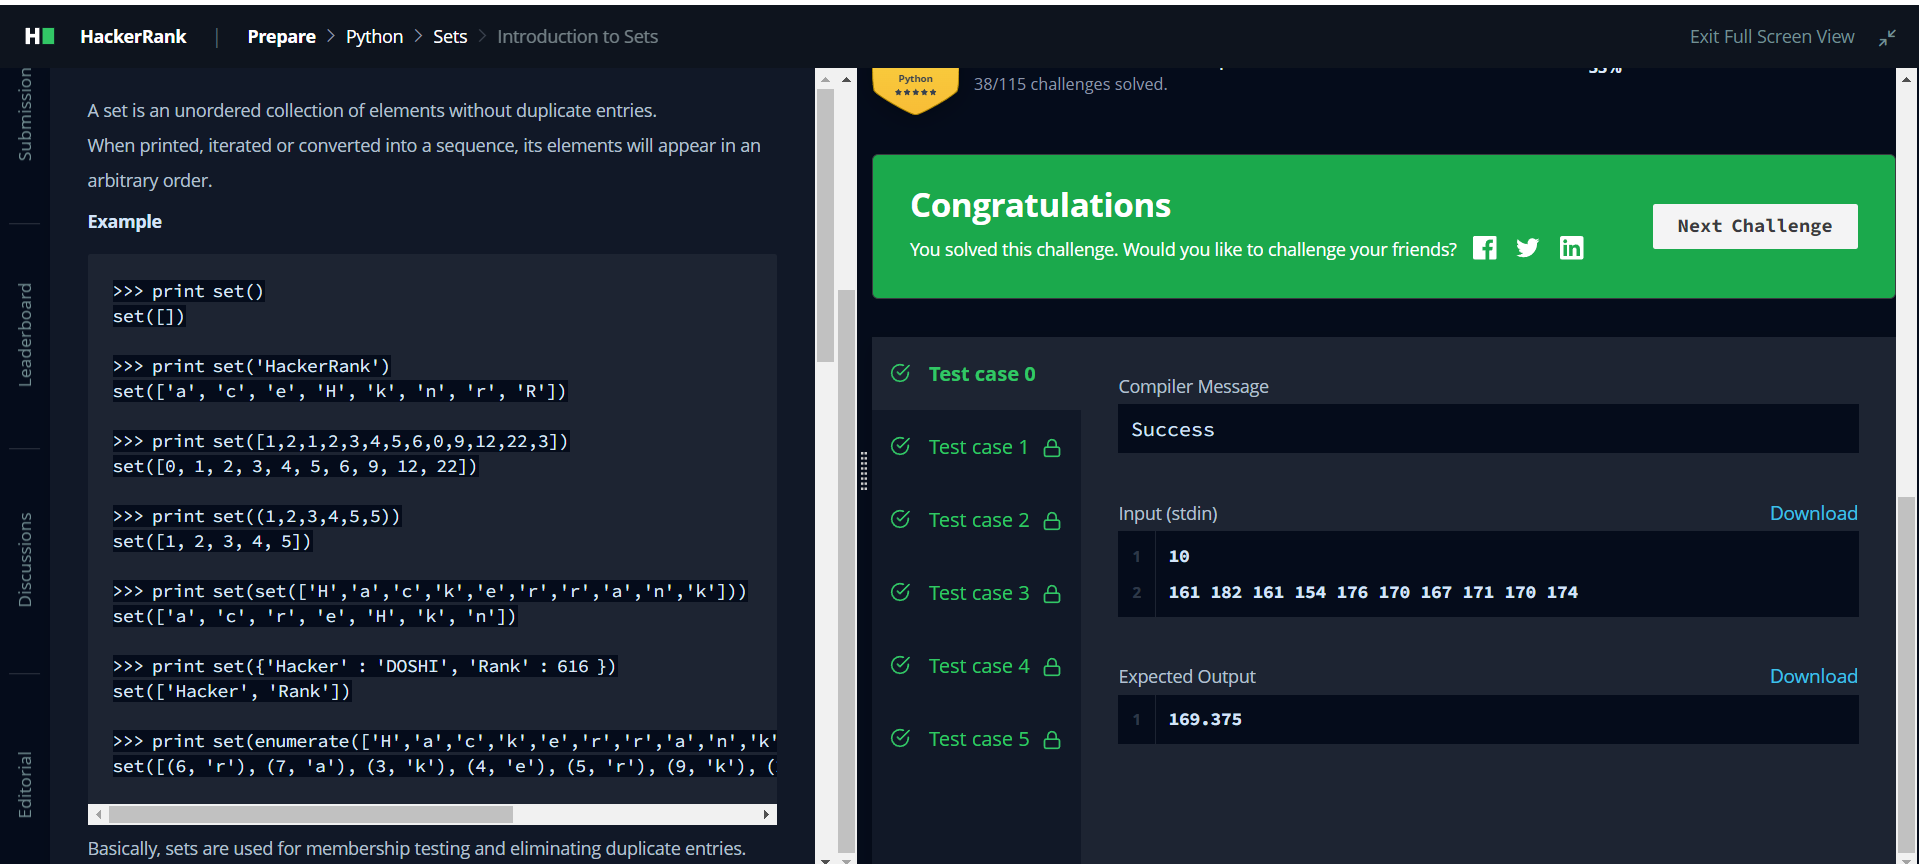 HackerRank
Prepare > Python > Sets > Introduction to Sets
Exit Full Screen View
Submission
Leaderboard
Discussions
Editorial
A set is an unordered collection of elements without duplicate entries.
When printed, iterated or converted into a sequence, its elements will appear in an
arbitrary order.
Example
>>> print set()
set([])
>>> print set('HackerRank')
set(['a', 'c', 'e', 'H', 'k', 'n', 'r', 'R'])
>>> print set([1,2,1,2,3,4,5,6,0,9,12,22,3])
set([0, 1, 2, 3, 4, 5, 6, 9, 12, 22])
>>> print set((1,2,3,4,5,5))
set([1, 2, 3, 4, 5])
>>> print set(set(['H','a','c','k','e','r','r','a','n','k']))
set(['a', 'c', 'r', 'e', 'H', 'k', 'n'])
>>> print set({'Hacker' : 'DOSHI', 'Rank' : 616 })
set(['Hacker', 'Rank'])
>>> print set(enumerate(['H','a','c','k','e','r','r','a','n','k'
set([(6, 'r'), (7, 'a'), (3, 'k'), (4, 'e'), (5, 'r'), (9, 'k'), (
Basically, sets are used for membership testing and eliminating duplicate entries.
Python
38/115 challenges solved.
Congratulations
You solved this challenge. Would you like to challenge your friends?
Next Challenge
Test case 0
Test case 1
Test case 2
Test case 3
Test case 4
Test case 5
Compiler Message
Success
Input (stdin)
Download
1 10
2 161 182 161 154 176 170 167 171 170 174
Expected Output
Download
1 169.375